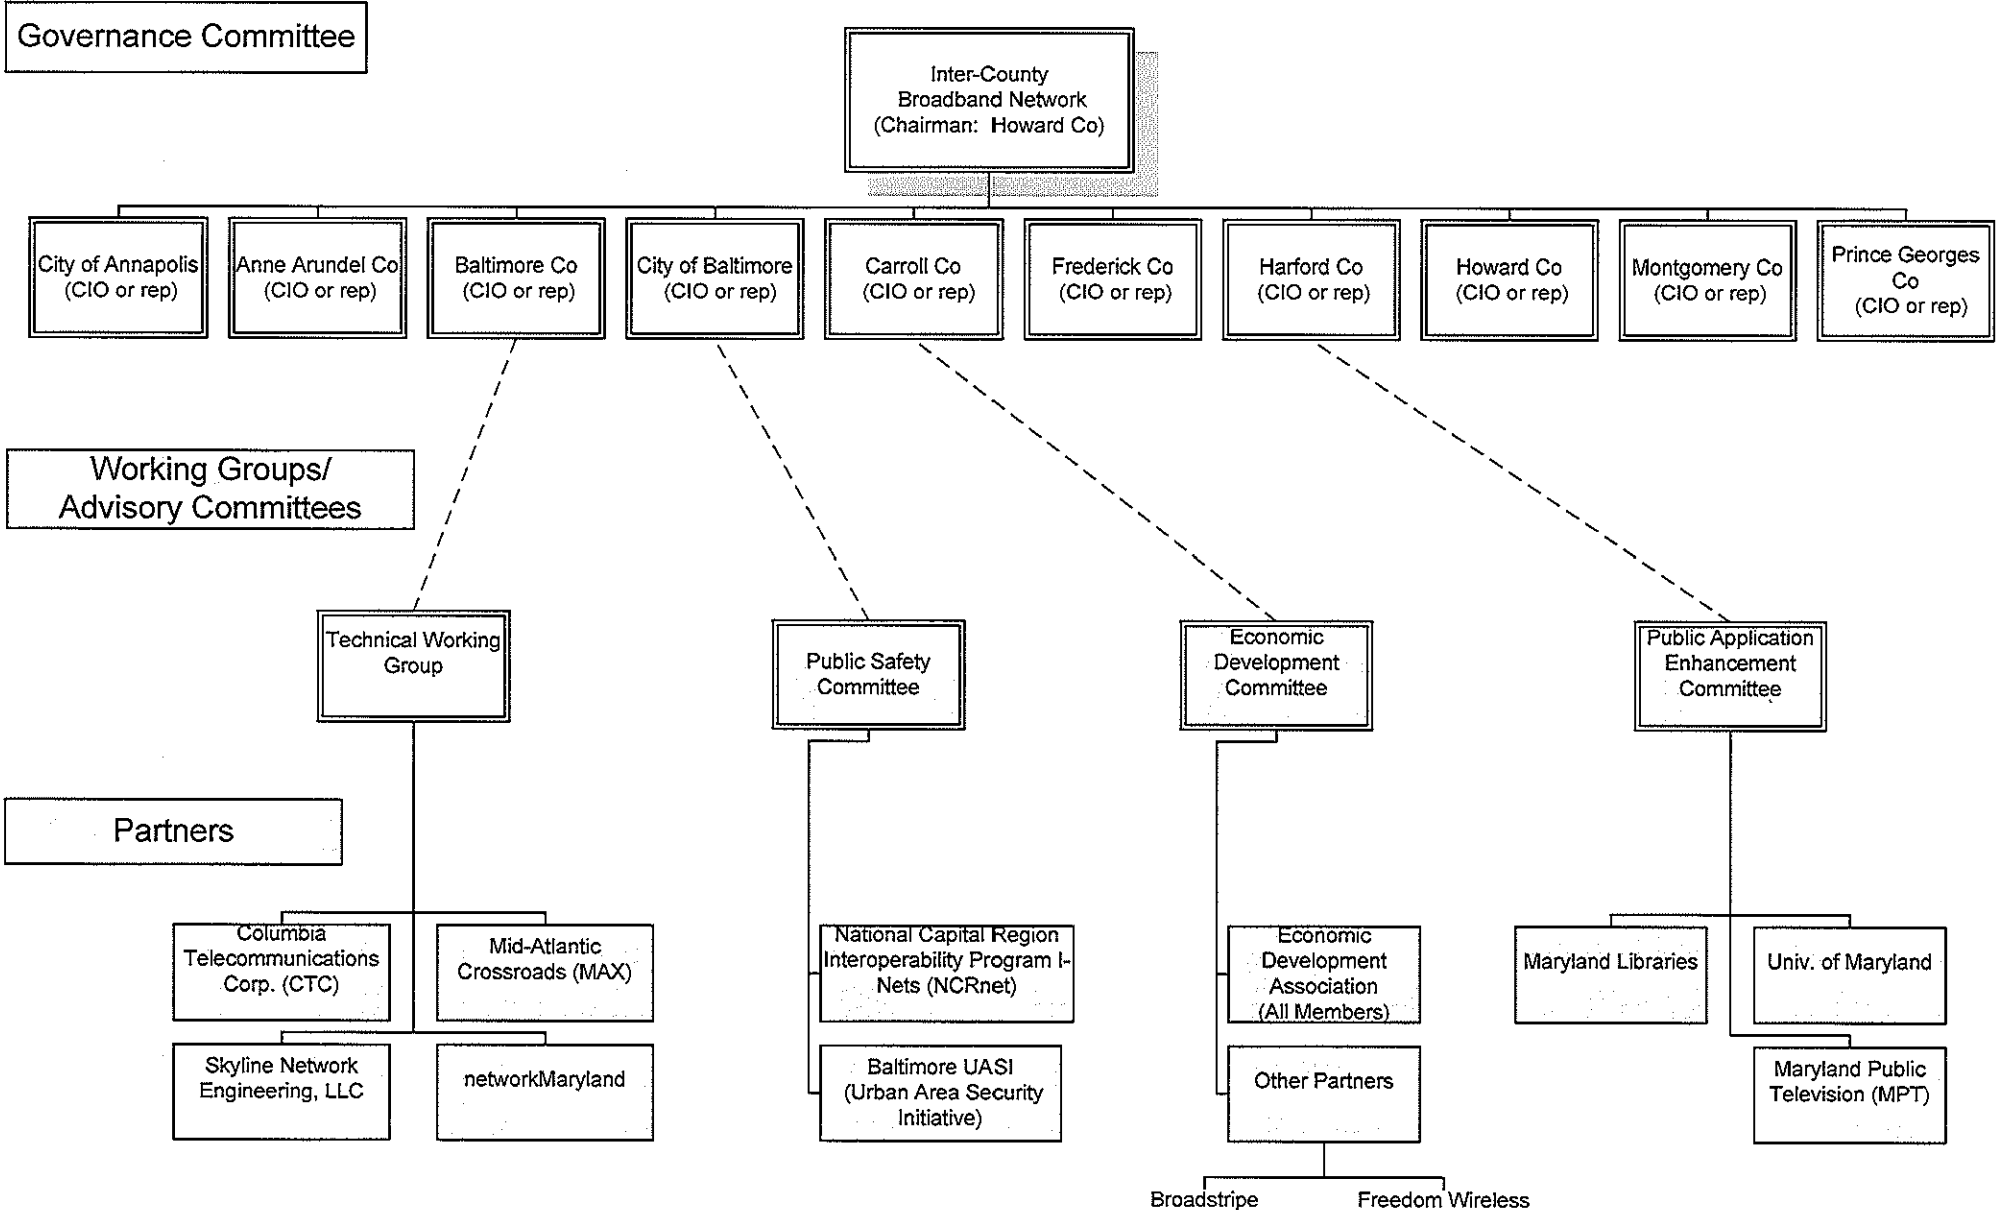 Governance Committee
Inter-County
Broadband Network
(Chairman: Howard Co)
City of Annapolis
(CIO or rep)
Anne Arundel Co
(CIO or rep)
Baltimore Co
(CIO or rep)
City of Baltimore
(CIO or rep)
Carroll Co
(CIO or rep)
Frederick Co
(CIO or rep)
Harford Co
(CIO or rep)
Howard Co
(CIO or rep)
Montgomery Co
(CIO or rep)
Prince Georges
Co
(CIO or rep)
Working Groups/
Advisory Committees
Technical Working
Group
Public Safety
Committee
Economic
Development
Committee
Public Application
Enhancement
Committee
Partners
Columbia
Telecommunications
Corp. (CTC)
Mid-Atlantic
Crossroads (MAX)
Skyline Network
Engineering, LLC
networkMaryland
National Capital Region
Interoperability Program I-
Nets (NCRnet)
Baltimore UASI
(Urban Area Security
Initiative)
Economic
Development
Association
(All Members)
Other Partners
Broadstripe
Freedom Wireless
Maryland Libraries
Univ. of Maryland
Maryland Public
Television (MPT)